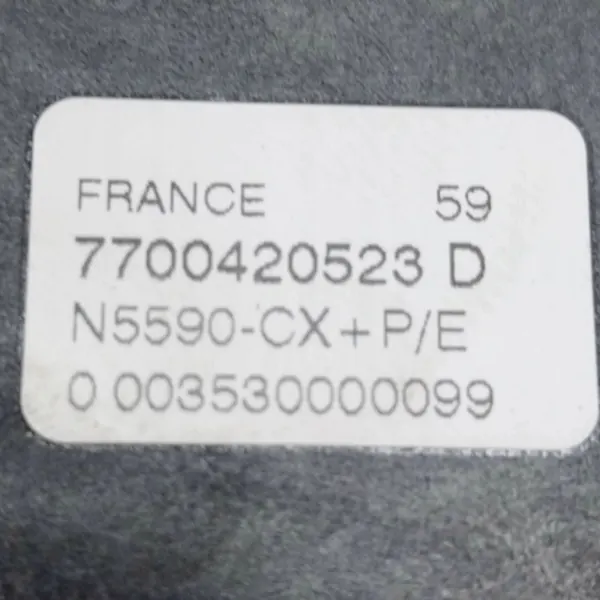 FRANCE 59
7700420523 D
N5590-CX+P/E
0 003530000099